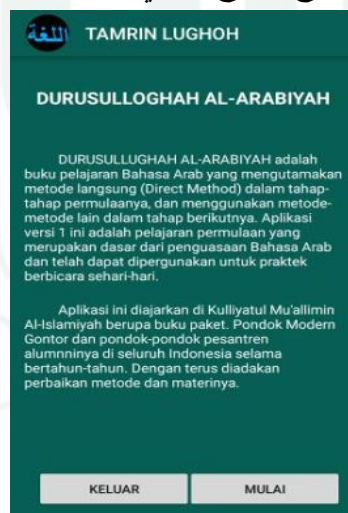 اللغة
TAMRIN LUGHOH
DURUSULLOGHAH AL-ARABIYAH
DURUSULLUGHAH AL-ARABIYAH adalah
buku pelajaran Bahasa Arab yang mengutamakan
metode langsung (Direct Method) dalam tahap-
tahap permulaanya, dan menggunakan metode-
metode lain dalam tahap berikutnya. Aplikasi
versi 1 ini adalah pelajaran permulaan yang
merupakan dasar dari penguasaan Bahasa Arab
dan telah dapat dipergunakan untuk praktek
berbicara sehari-hari.
Aplikasi ini diajarkan di Kulliyatul Mu'allimin
Al-Islamiyah berupa buku paket. Pondok Modern
Gontor dan pondok-pondok pesantren
alumnninya di seluruh Indonesia selama
bertahun-tahun. Dengan terus diadakan
perbaikan metode dan materinya.
KELUAR
MULAI